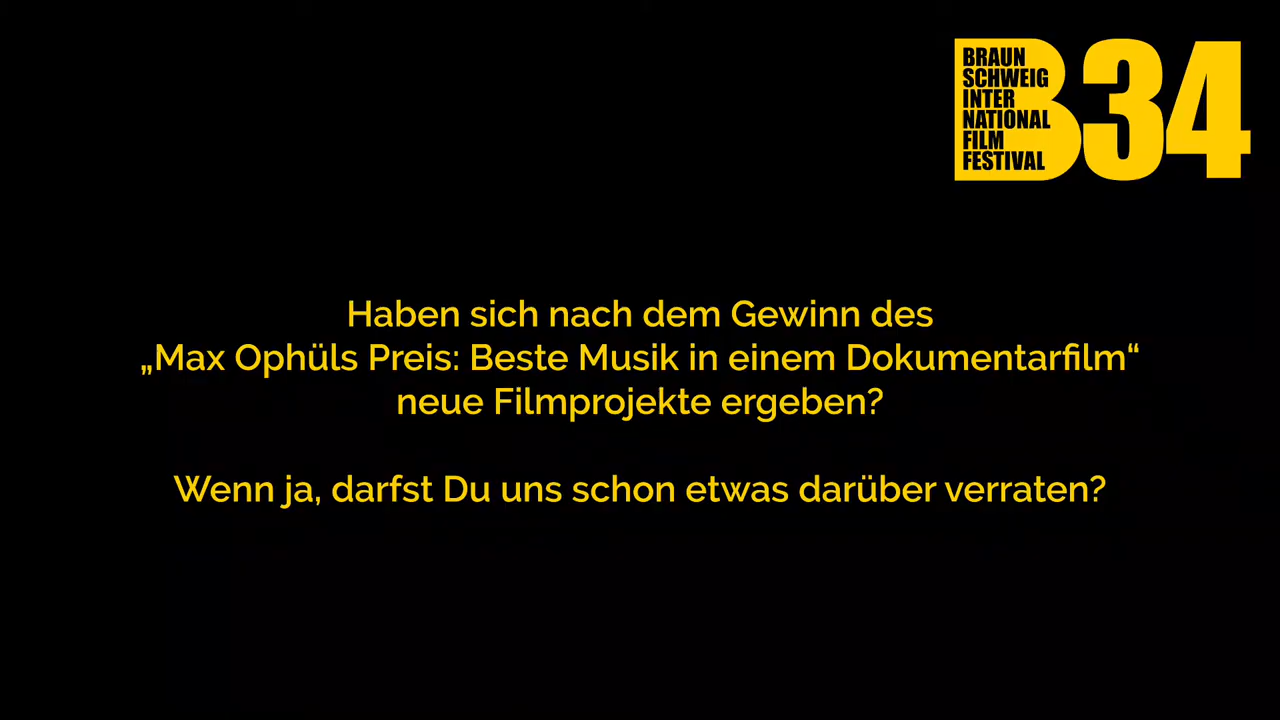 BRAUN
SCHWEIG
INTER
NATIONAL
FILM
FESTIVAL
B34
Haben sich nach dem Gewinn des
„Max Ophüls Preis: Beste Musik in einem Dokumentarfilm“
neue Filmprojekte ergeben?
Wenn ja, darfst Du uns schon etwas darüber verraten?